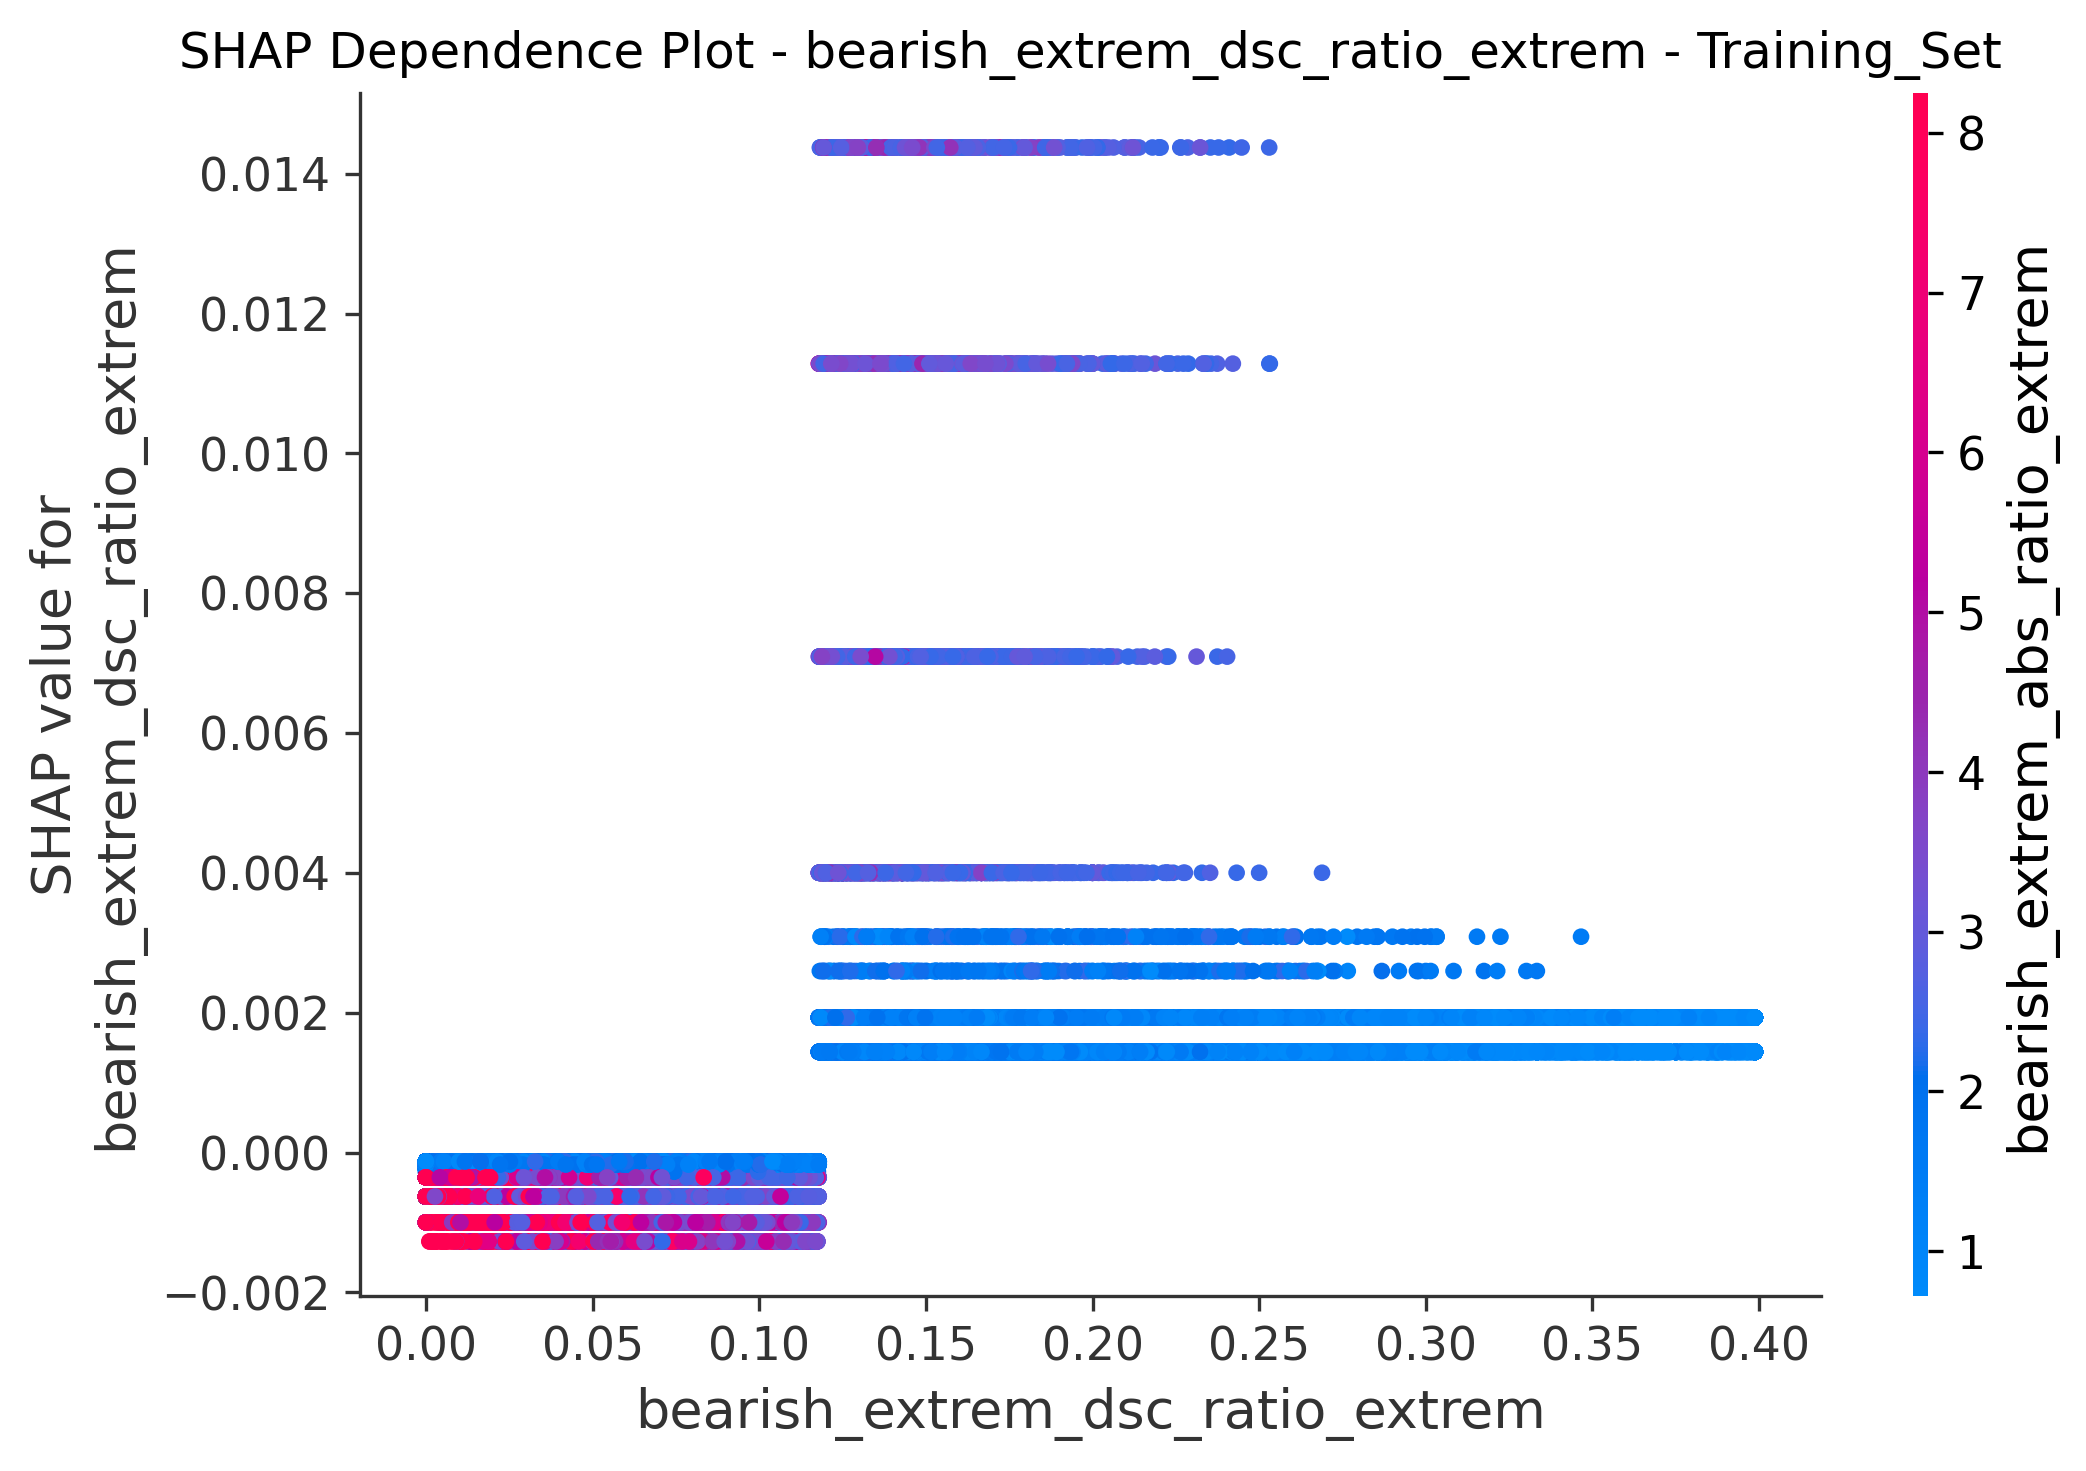 SHAP Dependence Plot - bearish_extrem_dsc_ratio_extrem - Training_Set
SHAP value for
bearish_extrem_dsc_ratio_extrem
0.014
0.012
0.010
0.008
0.006
0.004
0.002
0.000
−0.002
0.00 0.05 0.10 0.15 0.20 0.25 0.30 0.35 0.40
bearish_extrem_dsc_ratio_extrem
8
7
6
5
4
3
2
1
bearish_extrem_abs_ratio_extrem